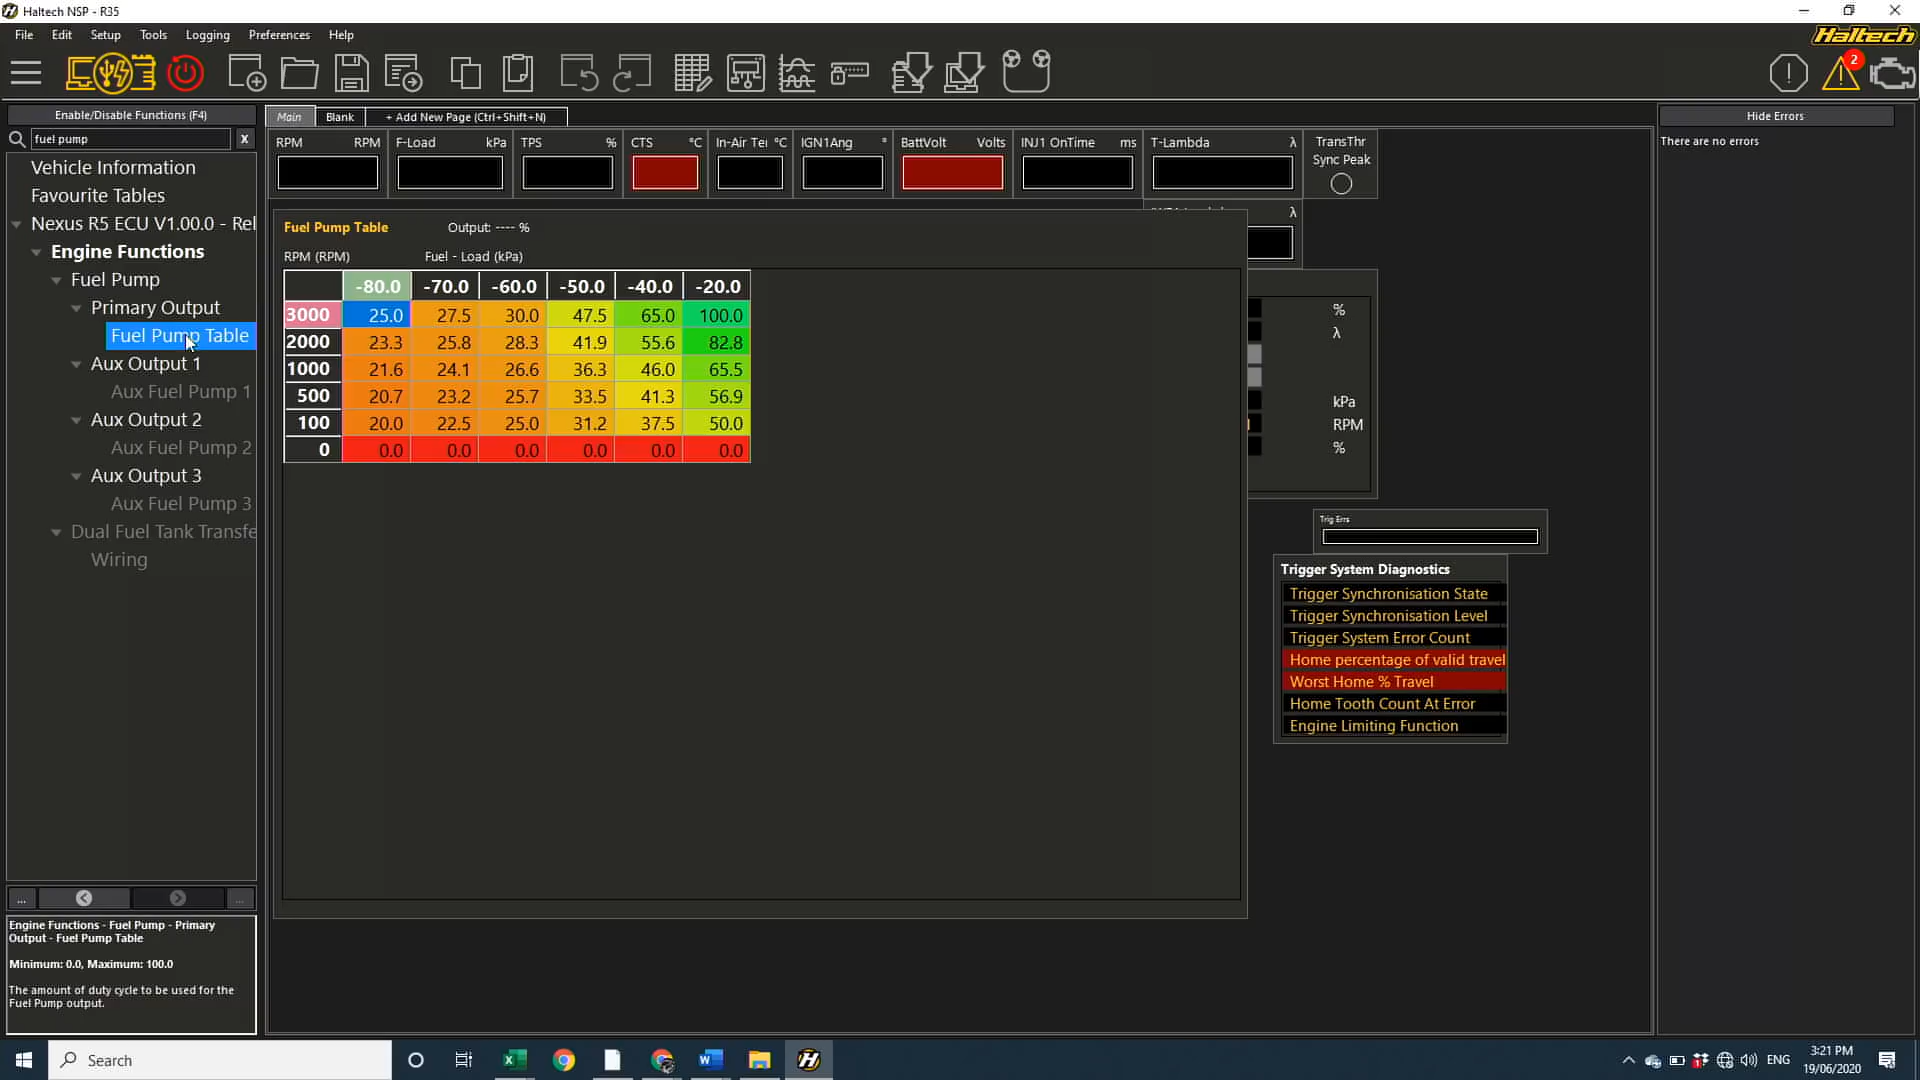 Haltech NSP - R35
File Edit Setup Tools Logging Preferences Help
Haltech
2
Enable/Disable Functions (F4)
fuel pump
X
Vehicle Information
Favourite Tables
Nexus R5 ECU V1.00.0 - Rel
Engine Functions
Fuel Pump
Primary Output
Fuel Pump Table
Aux Output 1
Aux Fuel Pump 1
Aux Output 2
Aux Fuel Pump 2
Aux Output 3
Aux Fuel Pump 3
Dual Fuel Tank Transfe
Wiring
... ...
Engine Functions - Fuel Pump - Primary
Output - Fuel Pump Table
Minimum: 0.0, Maximum: 100.0
The amount of duty cycle to be used for the
Fuel Pump output.
Main Blank + Add New Page (Ctrl+Shift+N)
RPM RPM F-Load kPa TPS % CTS °C In-Air Ter °C IGN1Ang ° BattVolt Volts INJ1 OnTime ms T-Lambda λ
TransThr
Sync Peak
λ
Fuel Pump Table Output: ---- %
RPM (RPM) Fuel - Load (kPa)
-80.0 -70.0 -60.0 -50.0 -40.0 -20.0
3000 25.0 27.5 30.0 47.5 65.0 100.0
2000 23.3 25.8 28.3 41.9 55.6 82.8
1000 21.6 24.1 26.6 36.3 46.0 65.5
500 20.7 23.2 25.7 33.5 41.3 56.9
100 20.0 22.5 25.0 31.2 37.5 50.0
0 0.0 0.0 0.0 0.0 0.0 0.0
%
λ
kPa
RPM
%
Trig Errs
Trigger System Diagnostics
Trigger Synchronisation State
Trigger Synchronisation Level
Trigger System Error Count
Home percentage of valid travel
Worst Home % Travel
Home Tooth Count At Error
Engine Limiting Function
Hide Errors
There are no errors
Search
ENG
3:21 PM
19/06/2020